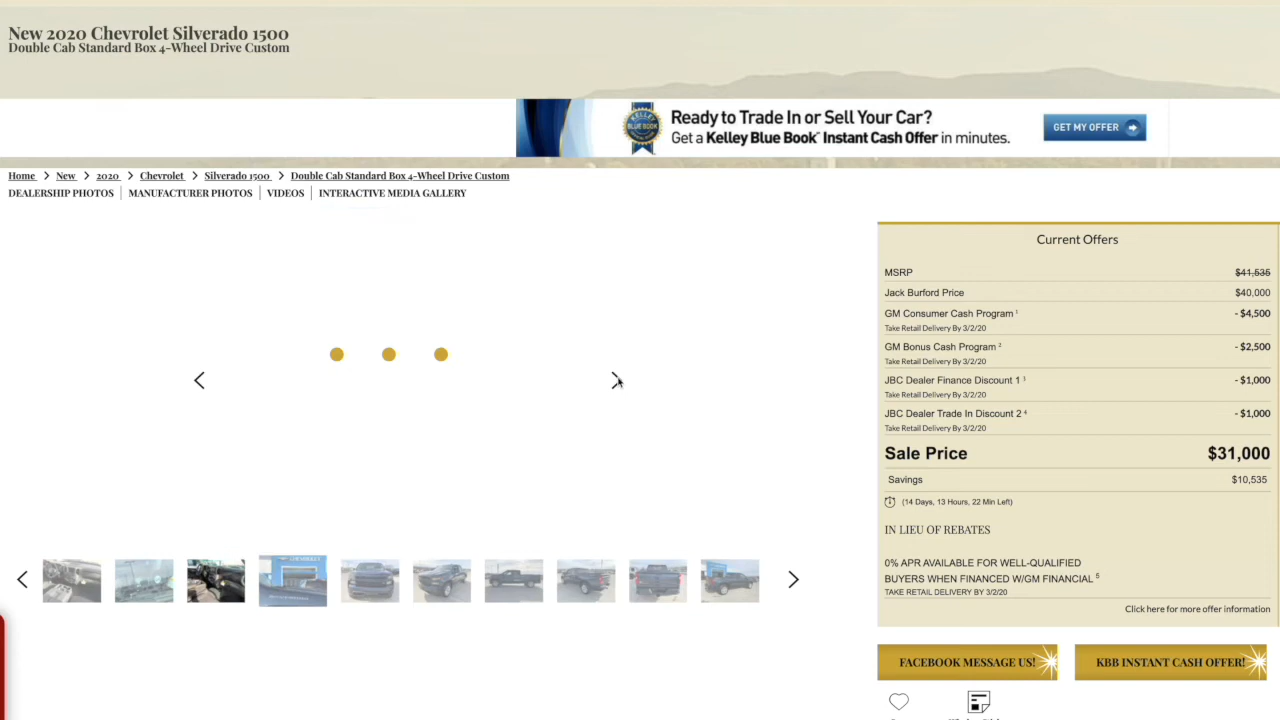 New 2020 Chevrolet Silverado 1500
Double Cab Standard Box 4-Wheel Drive Custom
KELLEY
BLUE BOOK
Ready to Trade In or Sell Your Car?
Get a Kelley Blue Book Instant Cash Offer in minutes.
GET MY OFFER
Home > New > 2020 > Chevrolet > Silverado 1500 > Double Cab Standard Box 4-Wheel Drive Custom
DEALERSHIP PHOTOS | MANUFACTURER PHOTOS | VIDEOS | INTERACTIVE MEDIA GALLERY
Current Offers
MSRP $41,535
Jack Burford Price $40,000
GM Consumer Cash Program 1 - $4,500
Take Retail Delivery By 3/2/20
GM Bonus Cash Program 2 - $2,500
Take Retail Delivery By 3/2/20
JBC Dealer Finance Discount 1 3 - $1,000
Take Retail Delivery By 3/2/20
JBC Dealer Trade In Discount 2 4 - $1,000
Take Retail Delivery By 3/2/20
Sale Price $31,000
Savings $10,535
(14 Days, 13 Hours, 22 Min Left)
IN LIEU OF REBATES
0% APR AVAILABLE FOR WELL-QUALIFIED
BUYERS WHEN FINANCED W/GM FINANCIAL 5
TAKE RETAIL DELIVERY BY 3/2/20
Click here for more offer information
FACEBOOK MESSAGE US!
KBB INSTANT CASH OFFER!